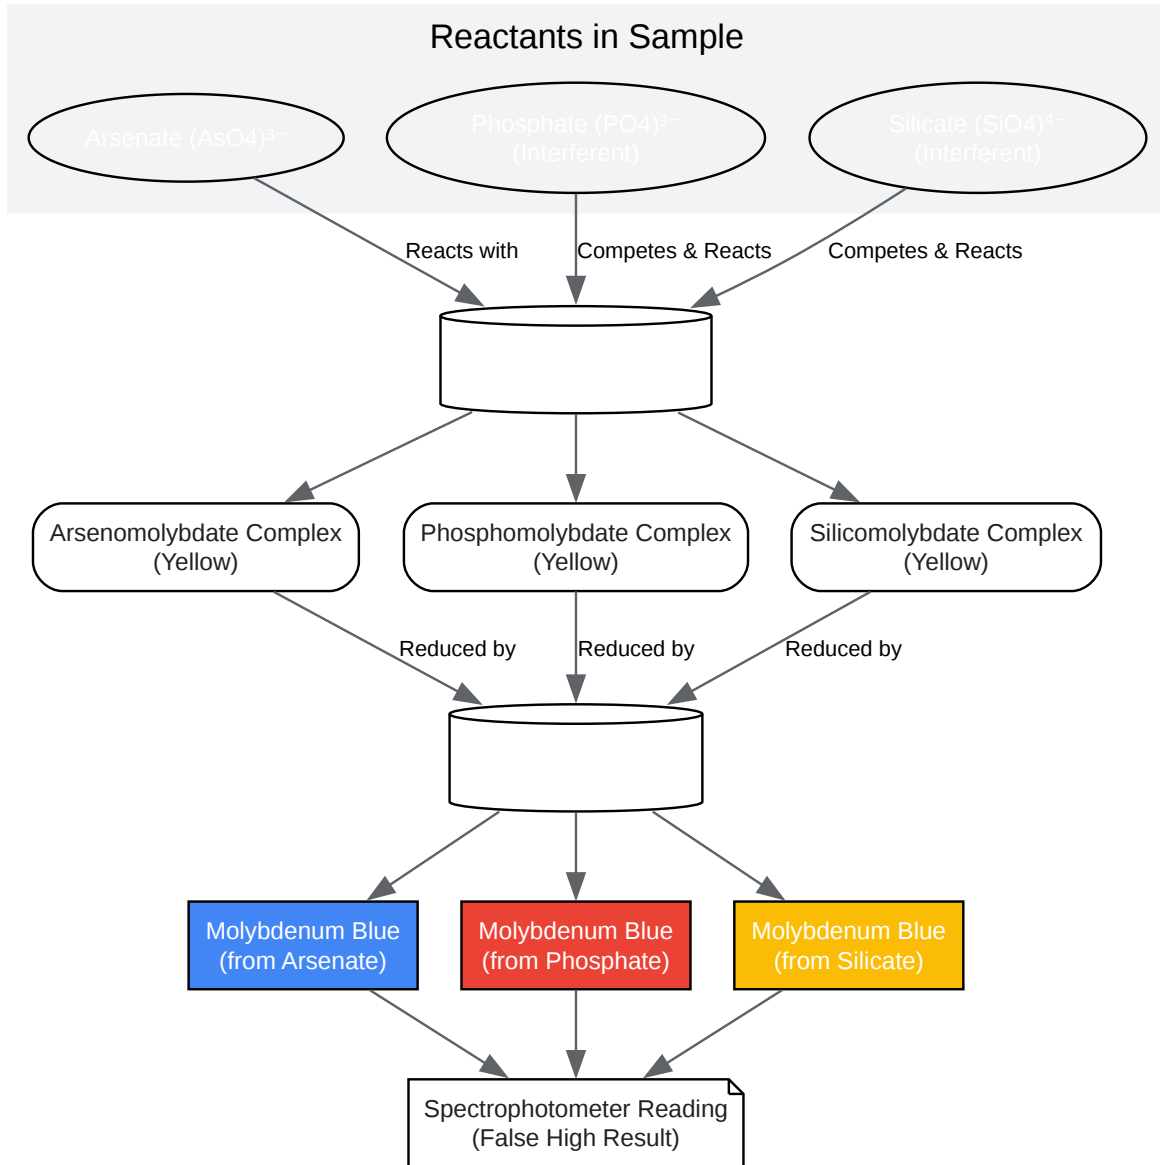 Reactants in Sample
Arsenate (AsO4)³⁻
Phosphate (PO4)³⁻
(Interferent)
Silicate (SiO4)⁴⁻
(Interferent)
Reacts with
Competes & Reacts
Competes & Reacts
Arsenomolybdate Complex
(Yellow)
Phosphomolybdate Complex
(Yellow)
Silicomolybdate Complex
(Yellow)
Reduced by
Reduced by
Reduced by
Molybdenum Blue
(from Arsenate)
Molybdenum Blue
(from Phosphate)
Molybdenum Blue
(from Silicate)
Spectrophotometer Reading
(False High Result)